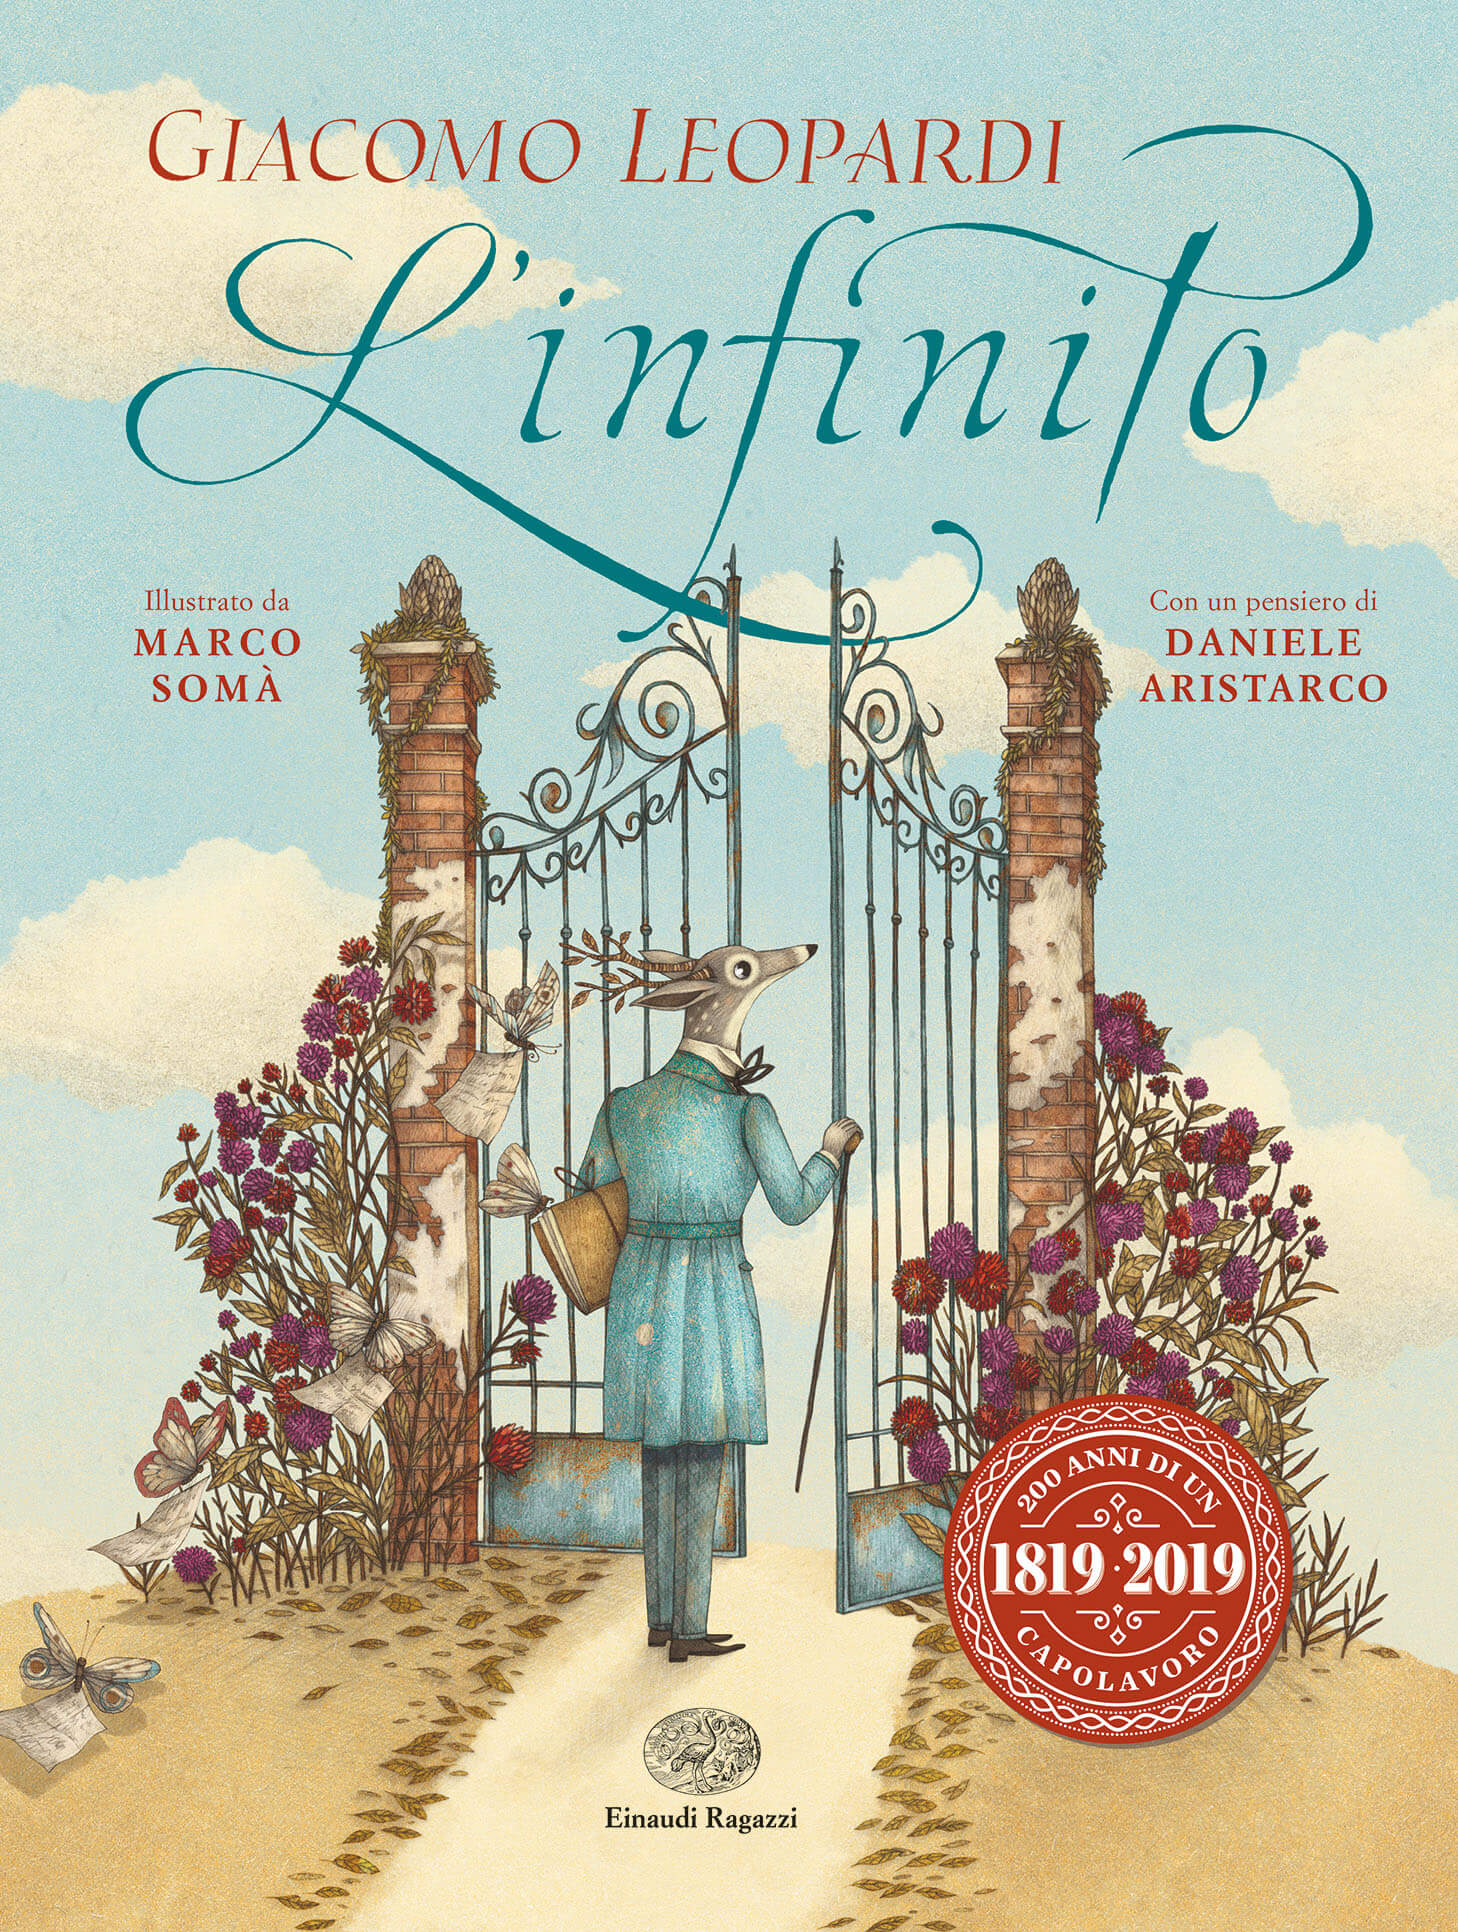 GIACOMO LEOPARDI
L'infinito
Illustrato da
MARCO
SOMÀ
Con un pensiero di
DANIELE
ARISTARCO
200 ANNI DI UN
1819·2019
CAPOLAVORO
Einaudi Ragazzi